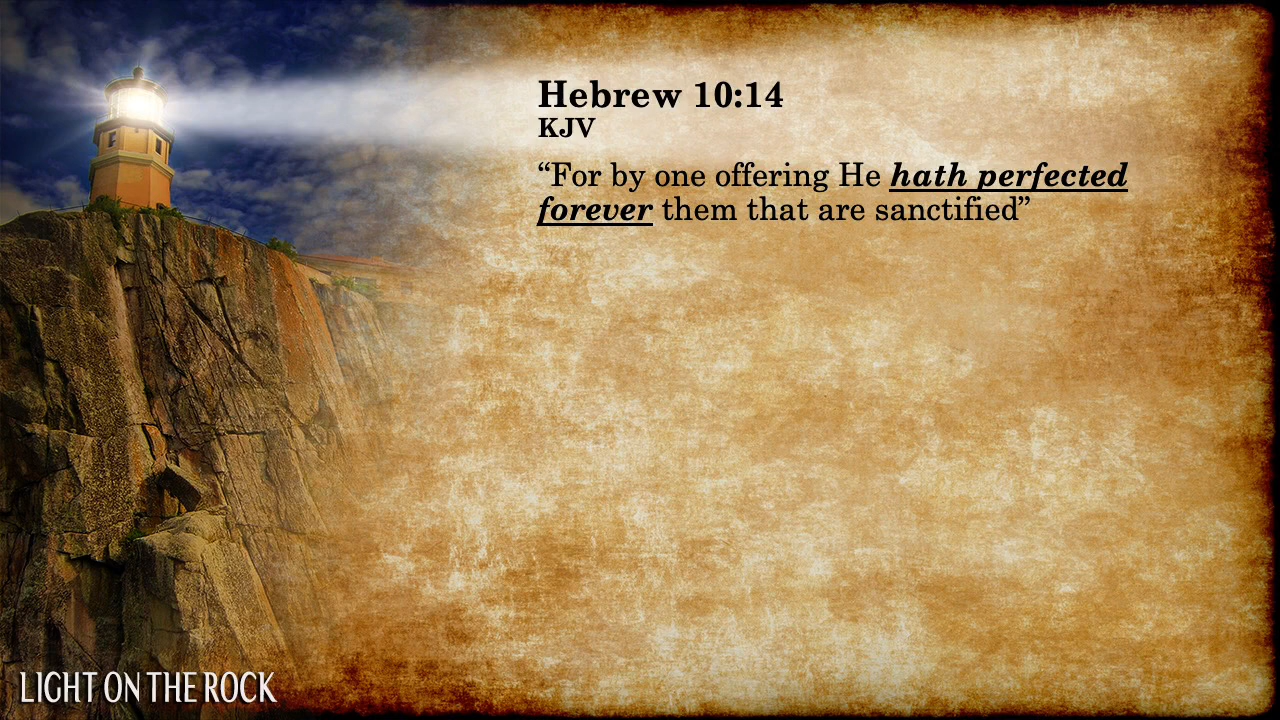 Hebrew 10:14
KJV
“For by one offering He hath perfected
forever them that are sanctified”
LIGHT ON THE ROCK